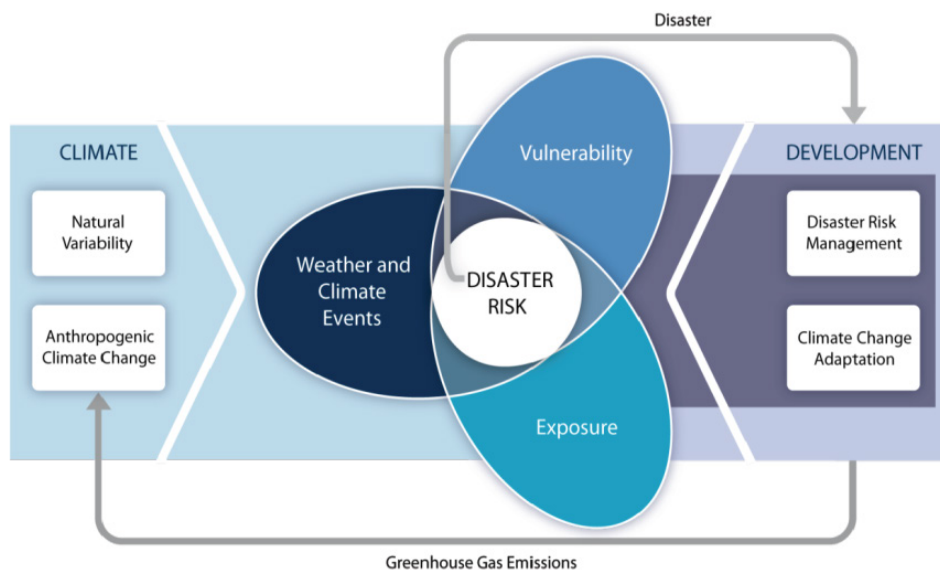 Disaster
CLIMATE
Natural
Variability
Anthropogenic
Climate Change
Weather and
Climate
Events
Vulnerability
DISASTER
RISK
Exposure
DEVELOPMENT
Disaster Risk
Management
Climate Change
Adaptation
Greenhouse Gas Emissions